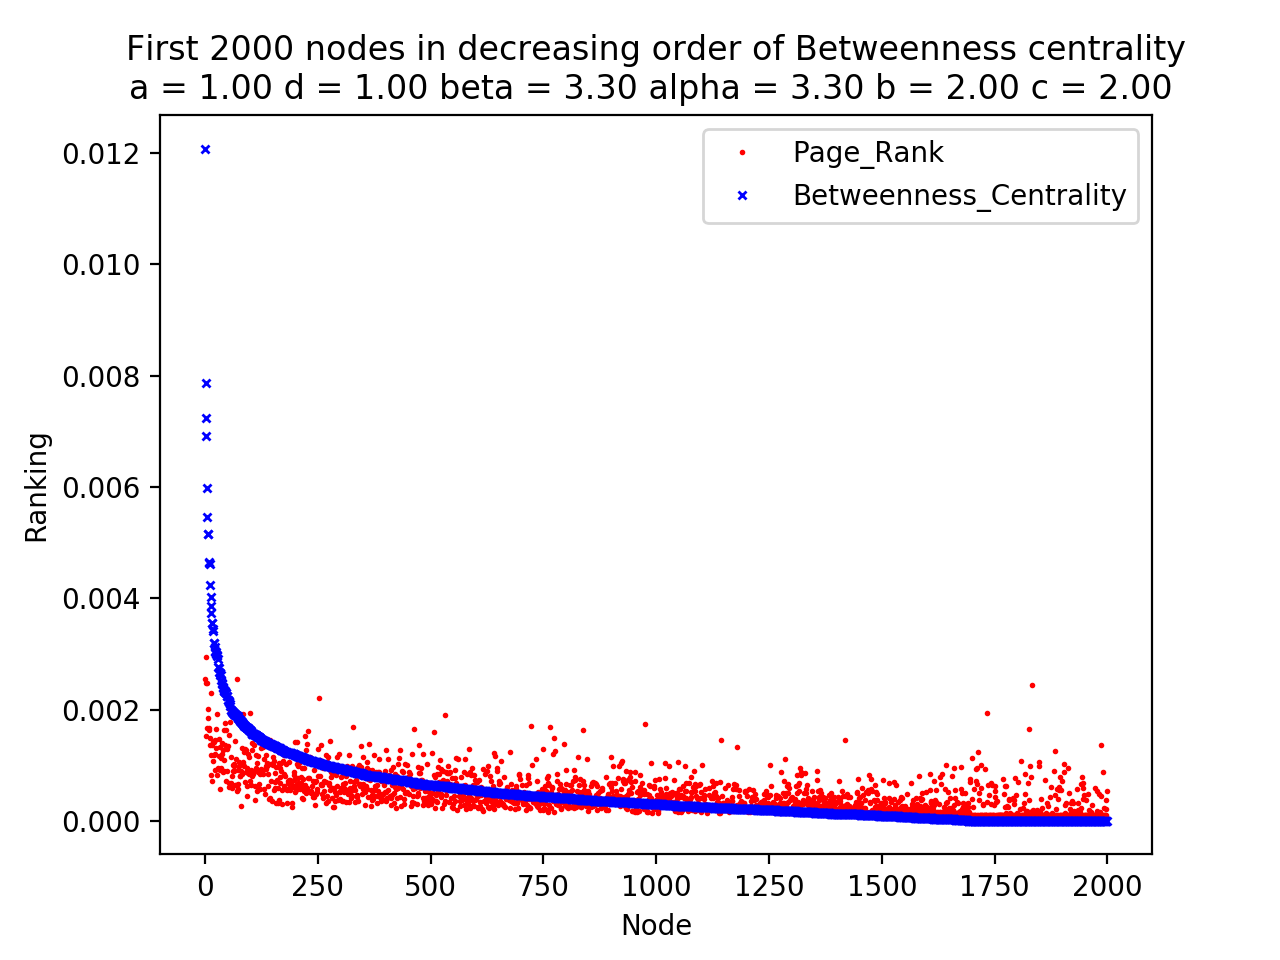 First 2000 nodes in decreasing order of Betweenness centrality
a = 1.00 d = 1.00 beta = 3.30 alpha = 3.30 b = 2.00 c = 2.00
Page_Rank
Betweenness_Centrality
0.012
0.010
0.008
0.006
0.004
0.002
0.000
Ranking
0 250 500 750 1000 1250 1500 1750 2000
Node